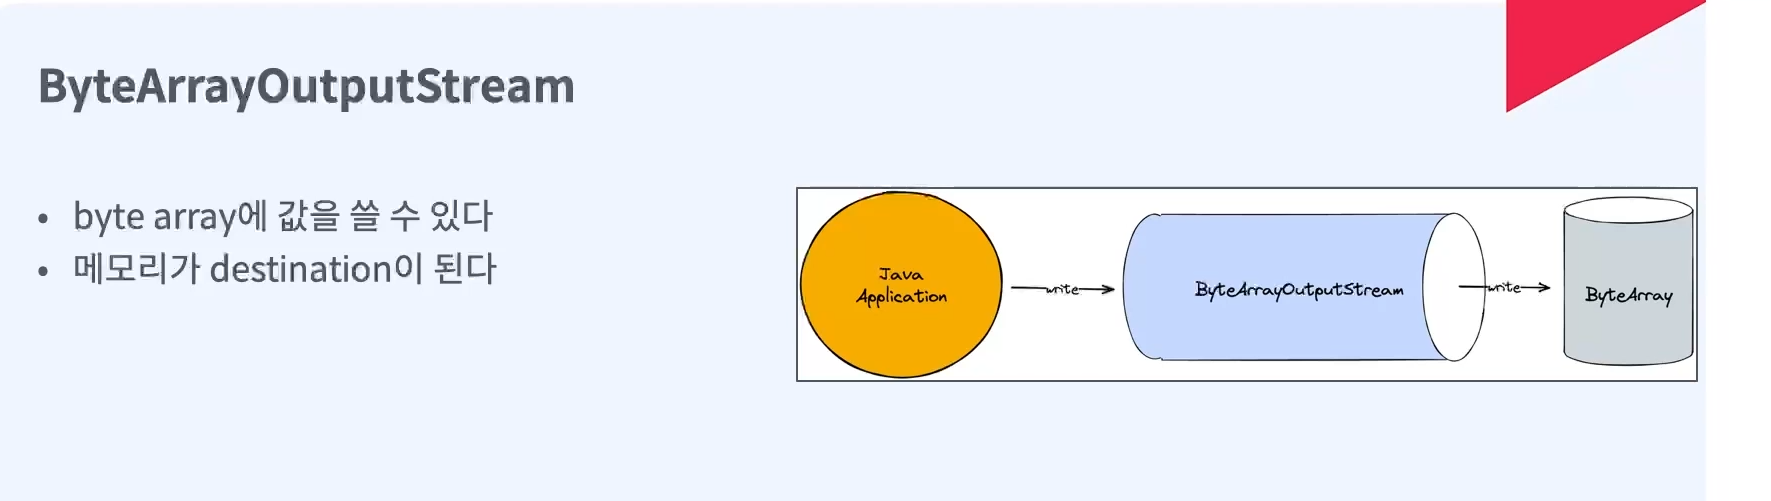 ByteArrayOutputStream
• byte array에 값을 쓸 수 있다
• 메모리가 destination이 된다
Java
Application
write
ByteArrayOutputStream
write
ByteArray